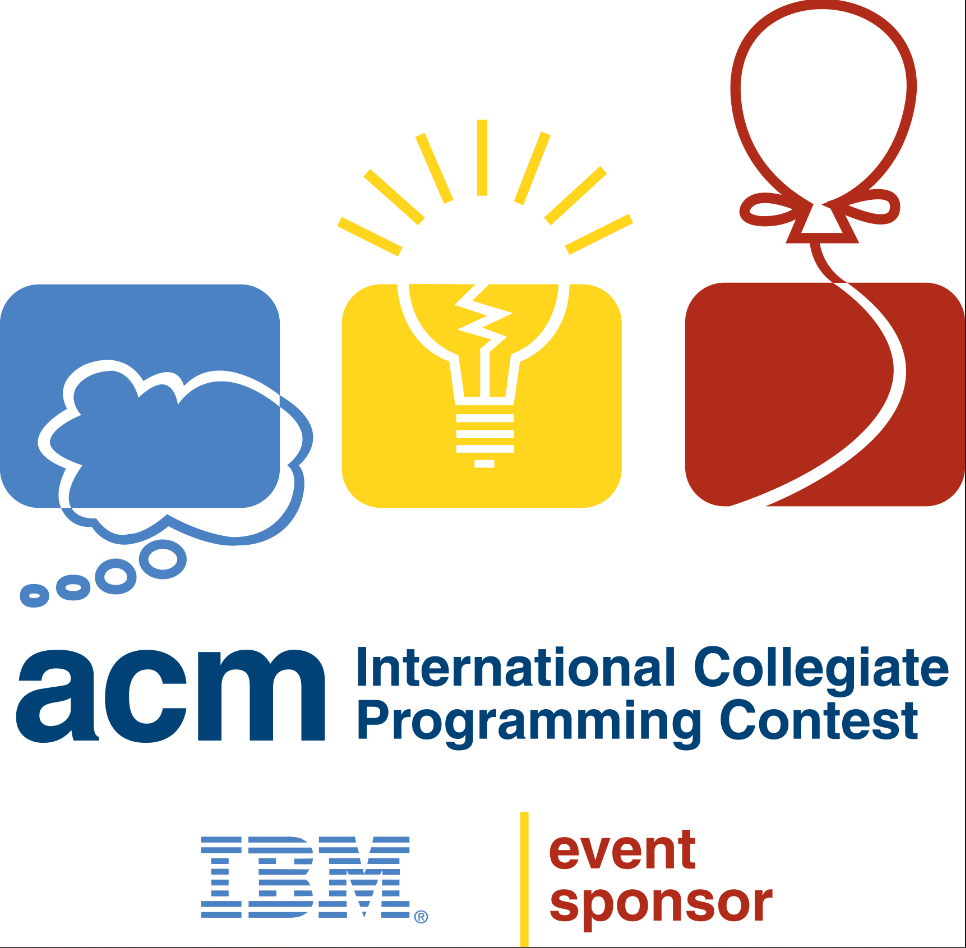 acm International Collegiate
Programming Contest
IBM® event
sponsor